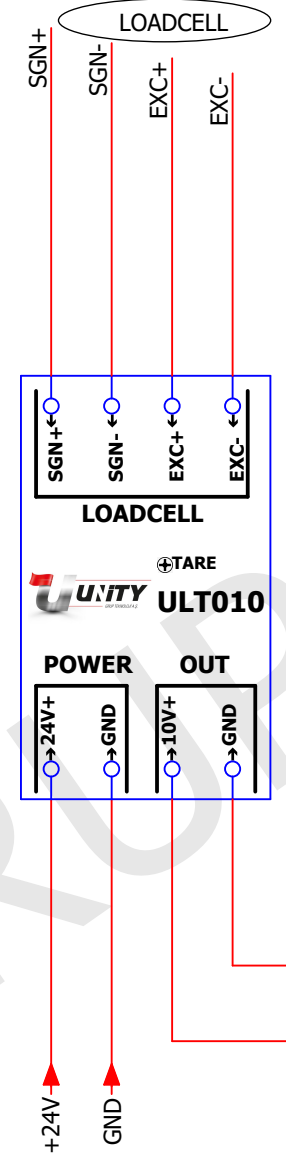 LOADCELL
SGN+
SGN-
EXC+
EXC-
SGN+
SGN-
EXC+
EXC-
LOADCELL
TARE
UNITY
ULT010
POWER
OUT
24V+
GND
10V+
GND
+24V
GND